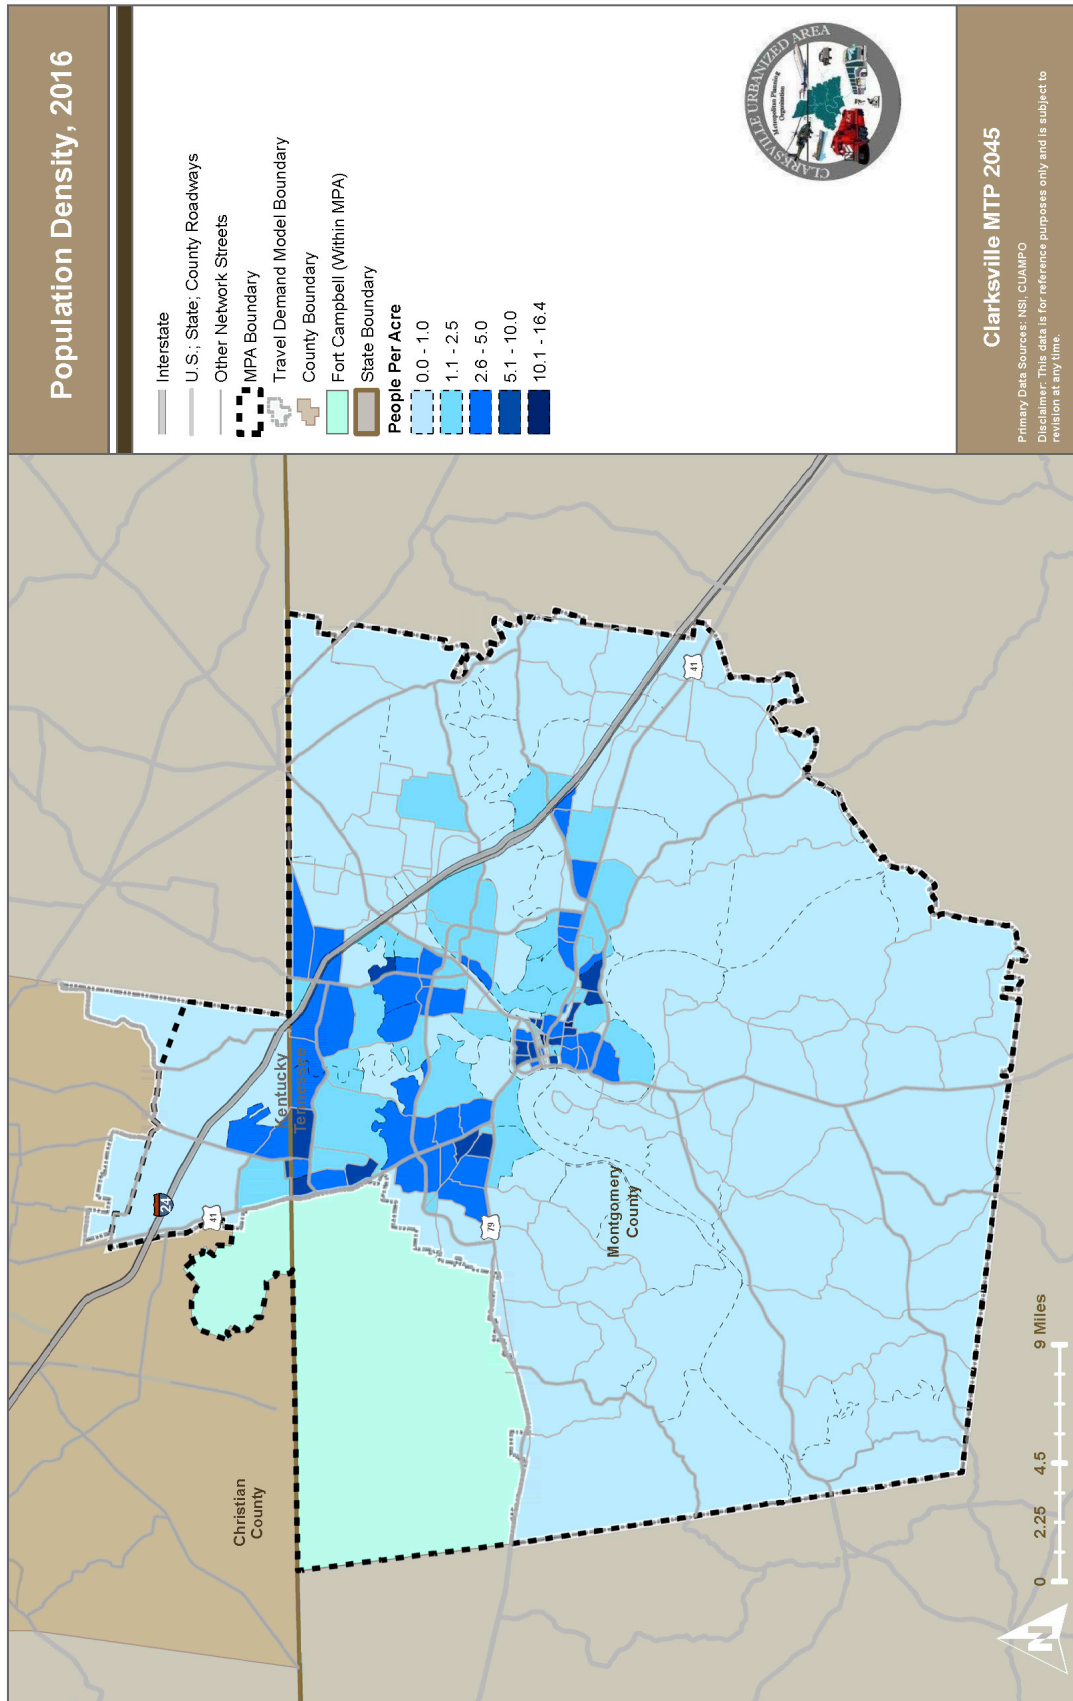 Population Density, 2016
Interstate
U.S.; State; County Roadways
Other Network Streets
MPA Boundary
Travel Demand Model Boundary
County Boundary
Fort Campbell (Within MPA)
State Boundary
People Per Acre
0.0 - 1.0
1.1 - 2.5
2.6 - 5.0
5.1 - 10.0
10.1 - 16.4
CLARKSVILLE URBANIZED AREA
Metropolitan Planning
Organization
CLARKSVILLE
Clarksville MTP 2045
Primary Data Sources: NSI, CUAMPO
Disclaimer: This data is for reference purposes only and is subject to
revision at any time.
Christian
County
Kentucky
Tennessee
Montgomery
County
24
41
79
41
0
2.25
4.5
9 Miles
N